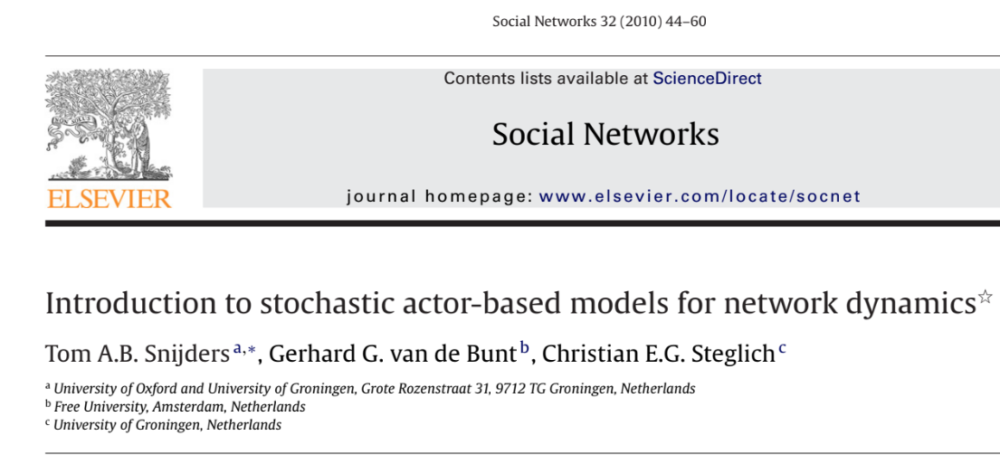 Social Networks 32 (2010) 44–60
Contents lists available at ScienceDirect
Social Networks
ELSEVIER
journal homepage: www.elsevier.com/locate/socnet
Introduction to stochastic actor-based models for network dynamics☆
Tom A.B. Snijders a,*, Gerhard G. van de Bunt b, Christian E.G. Steglich c
a University of Oxford and University of Groningen, Grote Rozenstraat 31, 9712 TG Groningen, Netherlands
b Free University, Amsterdam, Netherlands
c University of Groningen, Netherlands